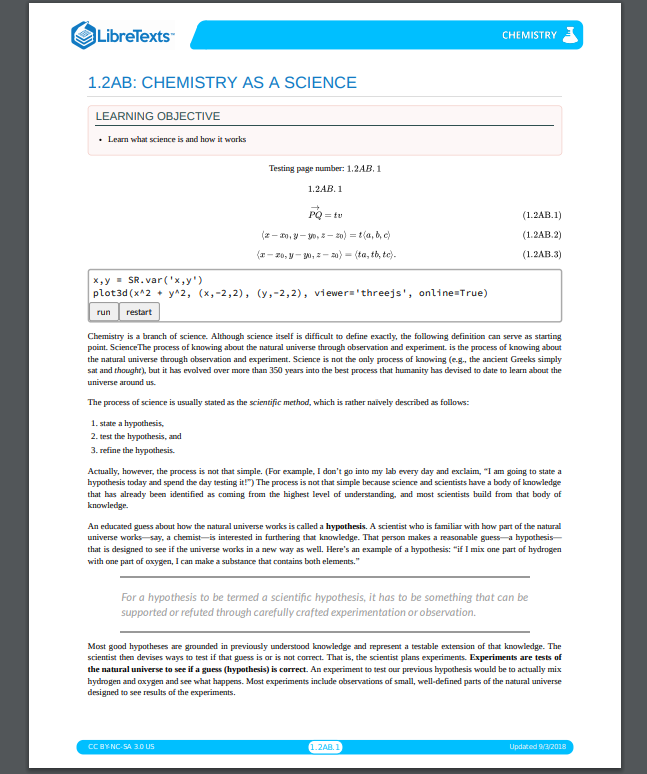 LibreTexts™
CHEMISTRY
1.2AB: CHEMISTRY AS A SCIENCE
LEARNING OBJECTIVE
• Learn what science is and how it works
Testing page number: 1.2AB.1
1.2AB.1
PQ⃗ = tv (1.2AB.1)
⟨x − x₀, y − y₀, z − z₀⟩ = t⟨a, b, c⟩ (1.2AB.2)
⟨x − x₀, y − y₀, z − z₀⟩ = ⟨ta, tb, tc⟩. (1.2AB.3)
x,y = SR.var('x,y')
plot3d(x^2 + y^2, (x,-2,2), (y,-2,2), viewer='threejs', online=True)
run restart
Chemistry is a branch of science. Although science itself is difficult to define exactly, the following definition can serve as starting
point. ScienceThe process of knowing about the natural universe through observation and experiment. is the process of knowing about
the natural universe through observation and experiment. Science is not the only process of knowing (e.g., the ancient Greeks simply
sat and thought), but it has evolved over more than 350 years into the best process that humanity has devised to date to learn about the
universe around us.
The process of science is usually stated as the scientific method, which is rather naively described as follows:
1. state a hypothesis,
2. test the hypothesis, and
3. refine the hypothesis.
Actually, however, the process is not that simple. (For example, I don't go into my lab every day and exclaim, “I am going to state a
hypothesis today and spend the day testing it!”) The process is not that simple because science and scientists have a body of knowledge
that has already been identified as coming from the highest level of understanding, and most scientists build from that body of
knowledge.
An educated guess about how the natural universe works is called a hypothesis. A scientist who is familiar with how part of the natural
universe works—say, a chemist—is interested in furthering that knowledge. That person makes a reasonable guess—a hypothesis—
that is designed to see if the universe works in a new way as well. Here's an example of a hypothesis: “if I mix one part of hydrogen
with one part of oxygen, I can make a substance that contains both elements.”
For a hypothesis to be termed a scientific hypothesis, it has to be something that can be
supported or refuted through carefully crafted experimentation or observation.
Most good hypotheses are grounded in previously understood knowledge and represent a testable extension of that knowledge. The
scientist then devises ways to test if that guess is or is not correct. That is, the scientist plans experiments. Experiments are tests of
the natural universe to see if a guess (hypothesis) is correct. An experiment to test our previous hypothesis would be to actually mix
hydrogen and oxygen and see what happens. Most experiments include observations of small, well-defined parts of the natural universe
designed to see results of the experiments.
CC BY-NC-SA 3.0 US
1.2AB.1
Updated 9/3/2018